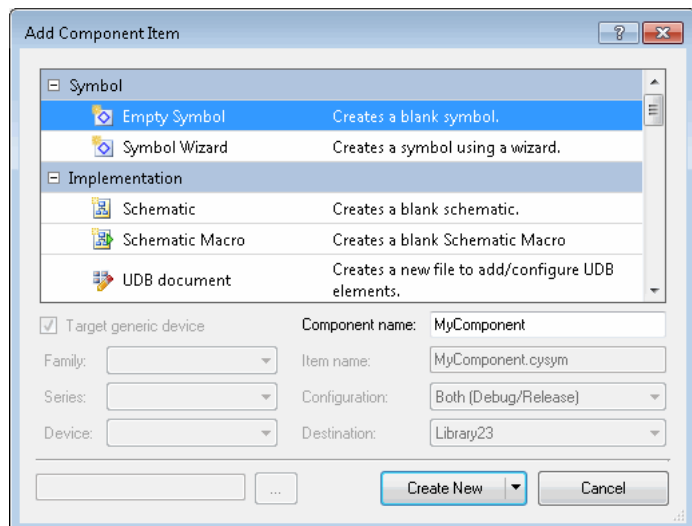 Add Component Item
Symbol
Empty Symbol Creates a blank symbol.
Symbol Wizard Creates a symbol using a wizard.
Implementation
Schematic Creates a blank schematic.
Schematic Macro Creates a blank Schematic Macro
UDB document Creates a new file to add/configure UDB
elements.
Target generic device Component name: MyComponent
Family: Item name: MyComponent.cysym
Series: Configuration: Both (Debug/Release)
Device: Destination: Library23
... Create New Cancel